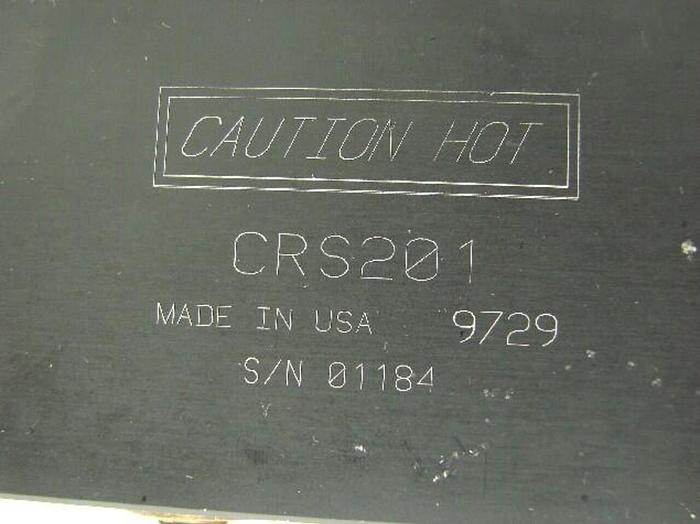 CAUTION HOT
CRS201
MADE IN USA 9729
S/N 01184